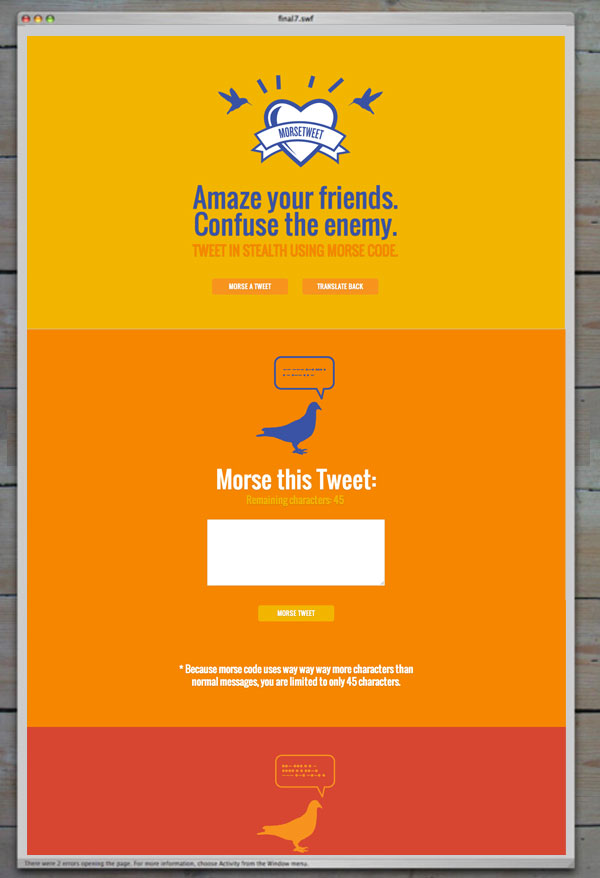 final7.swf
MORSETWEET
Amaze your friends.
Confuse the enemy.
TWEET IN STEALTH USING MORSE CODE.
MORSE A TWEET
TRANSLATE BACK
Morse this Tweet:
Remaining characters: 45
MORSE TWEET
* Because morse code uses way way way more characters than
normal messages, you are limited to only 45 characters.
There were 2 errors opening the page. For more information, choose Activity from the Window menu.